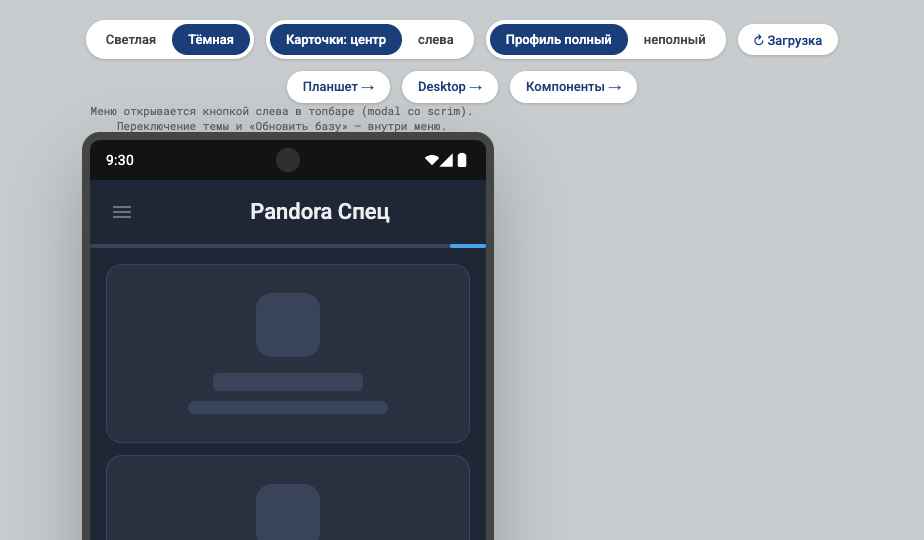 Светлая Тёмная Карточки: центр слева Профиль полный неполный ↻ Загрузка
Планшет → Desktop → Компоненты →
Меню открывается кнопкой слева в топбаре (modal со scrim).
Переключение темы и «Обновить базу» — внутри меню.
9:30
Pandora Спец